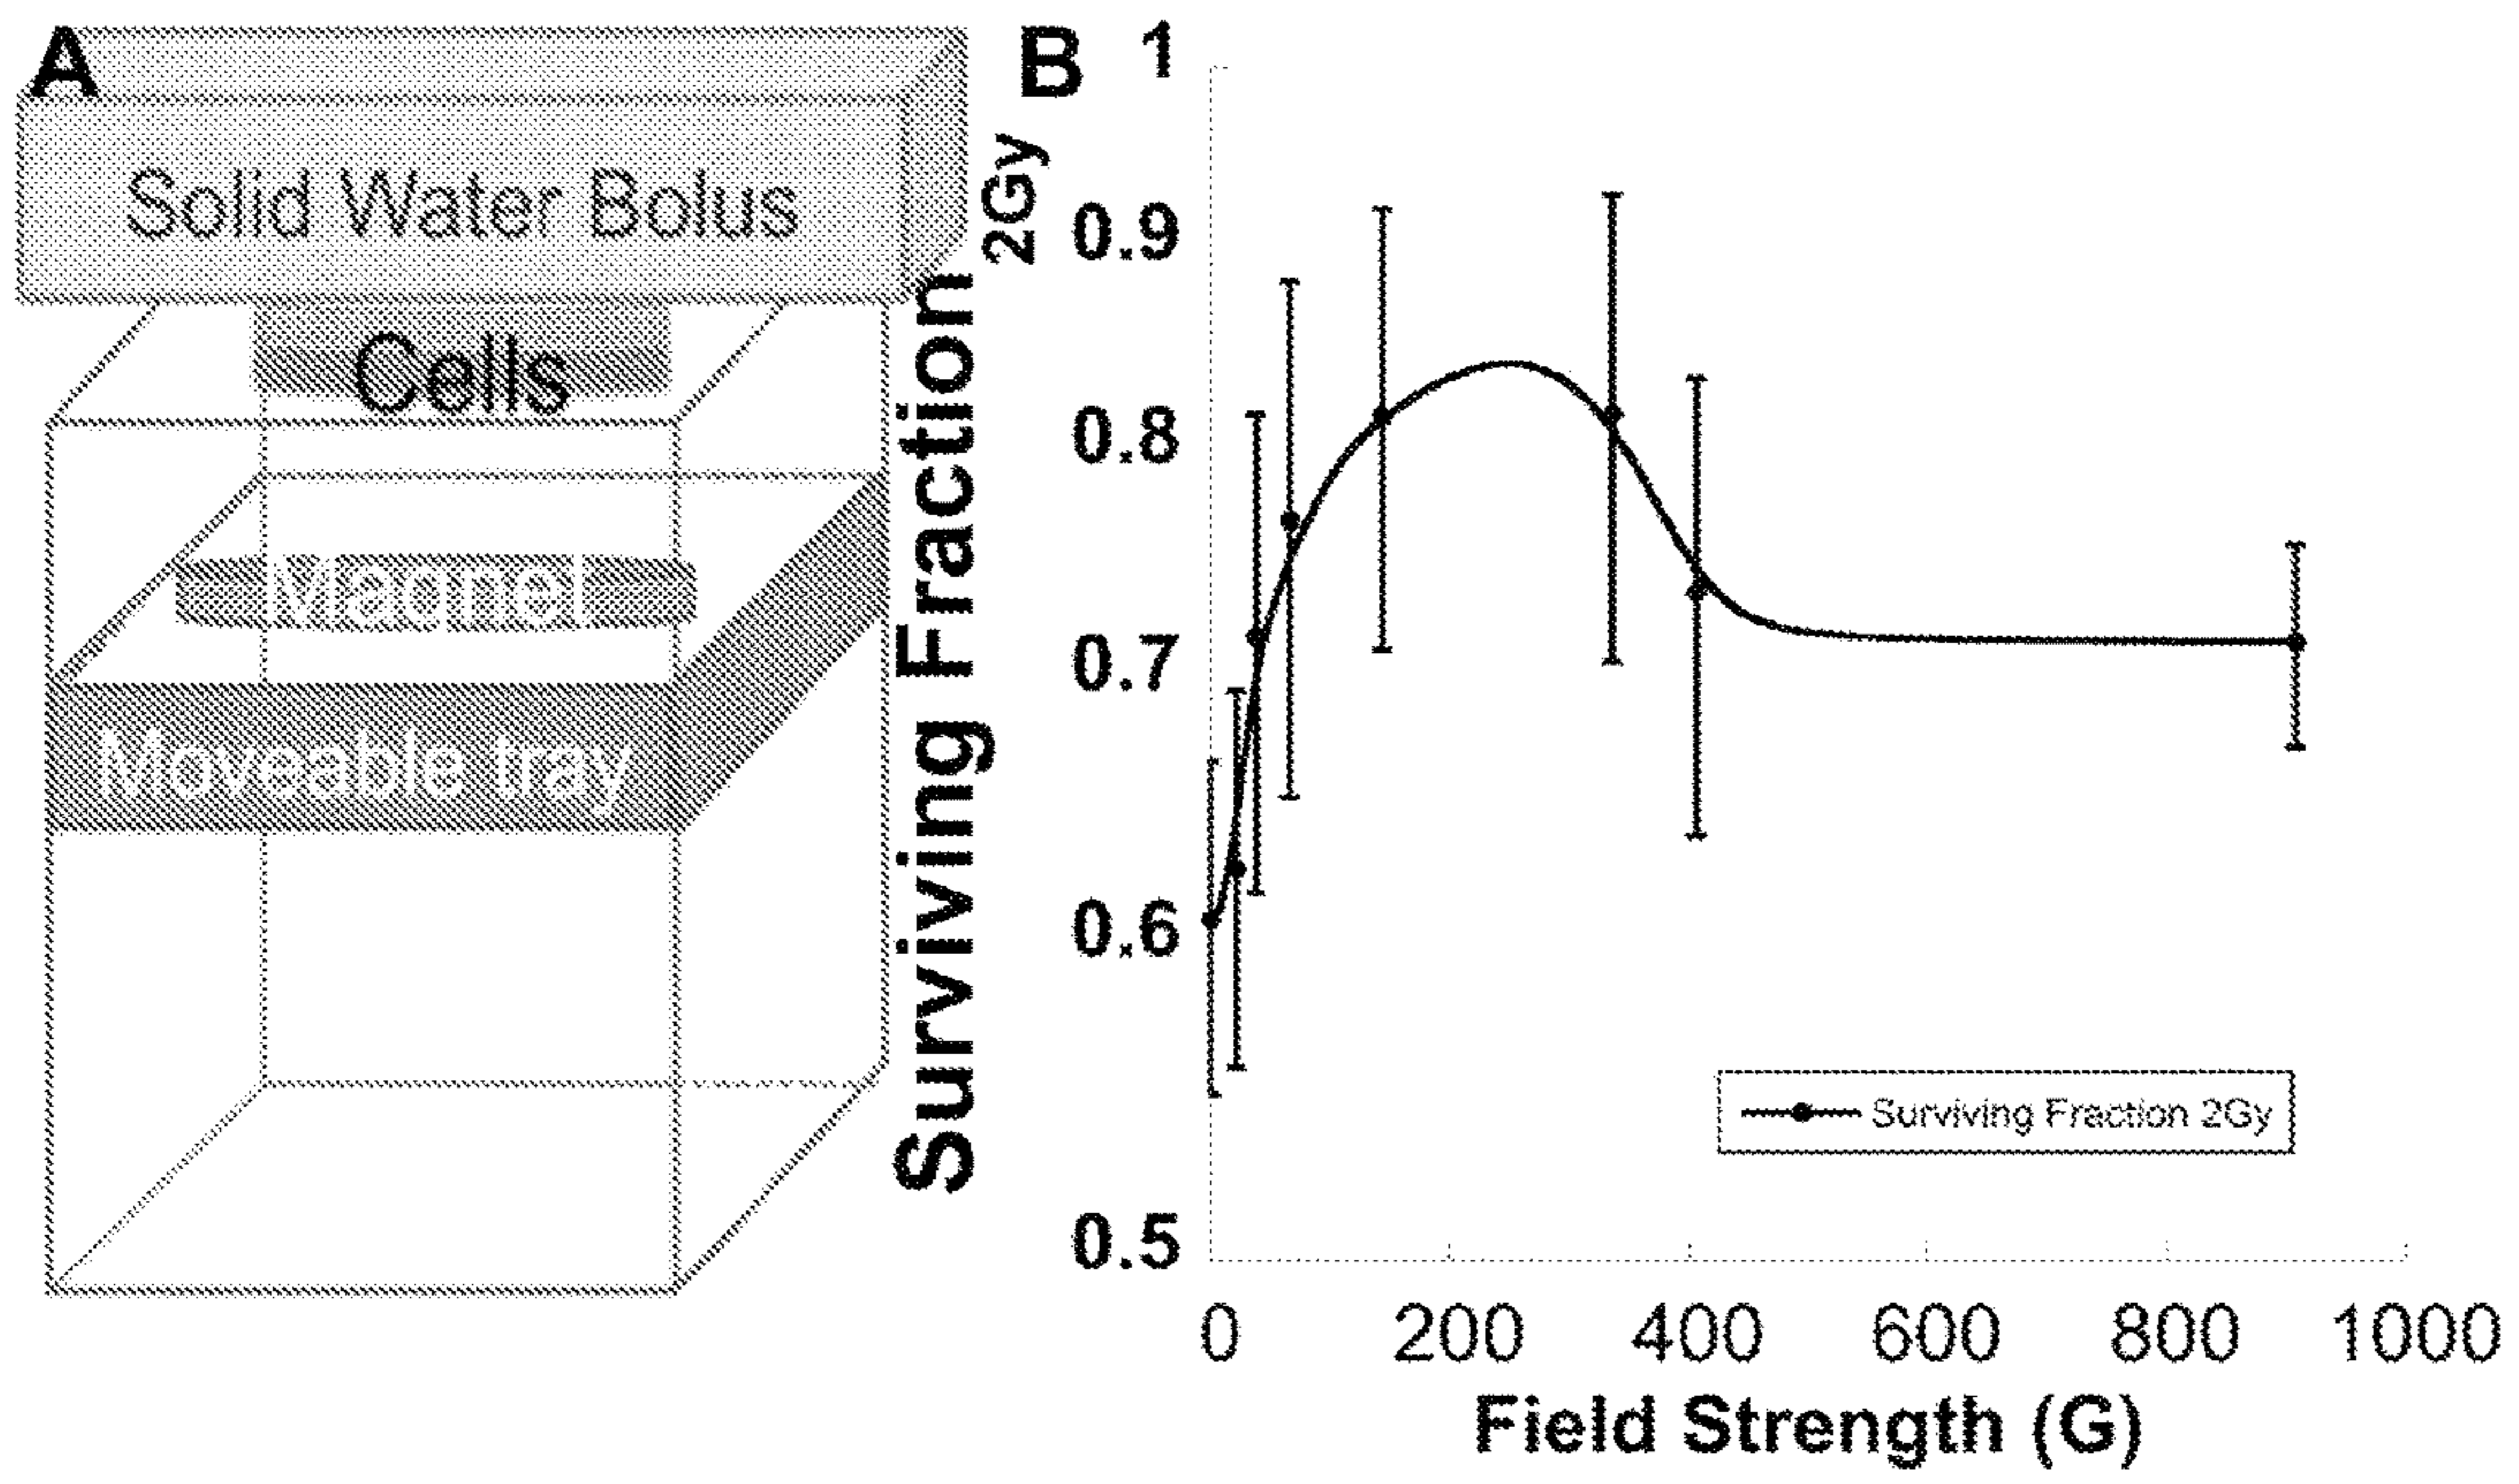 A
Solid Water Bolus
Cells
Magnet
Moveable tray
B
Surviving Fraction 2Gy
1
0.9
0.8
0.7
0.6
0.5
Surviving Fraction 2Gy
0 200 400 600 800 1000
Field Strength (G)